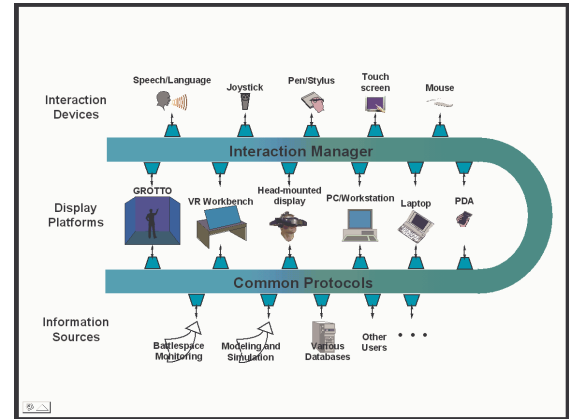 Speech/Language
Joystick
Pen/Stylus
Touch
screen
Mouse
Interaction
Devices
Interaction Manager
GROTTO
VR Workbench
Head-mounted
display
PC/Workstation
Laptop
PDA
Display
Platforms
Common Protocols
Information
Sources
Battlespace
Monitoring
Modeling and
Simulation
Various
Databases
Other
Users
• • •